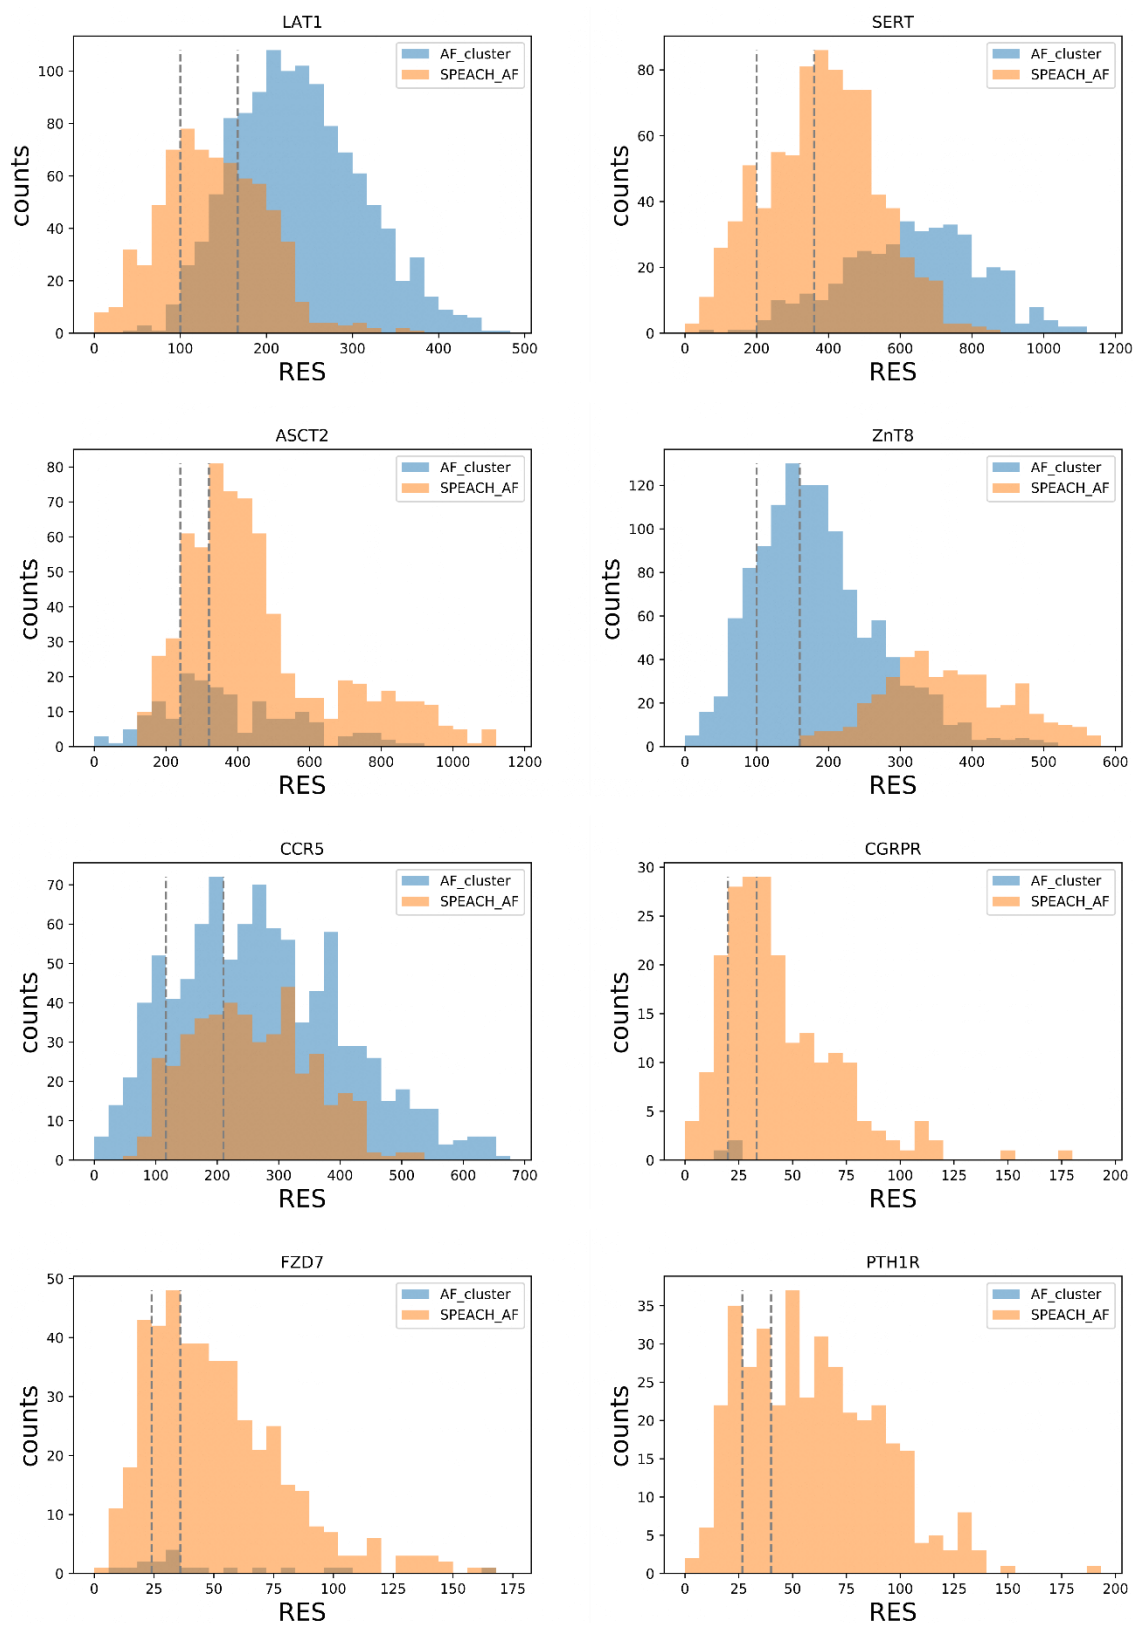 LAT1
AF_cluster
SPEACH_AF
counts
100
80
60
40
20
0
0 100 200 300 400 500
RES
SERT
AF_cluster
SPEACH_AF
counts
80
60
40
20
0
0 200 400 600 800 1000 1200
RES
ASCT2
AF_cluster
SPEACH_AF
counts
80
70
60
50
40
30
20
10
0
0 200 400 600 800 1000 1200
RES
ZnT8
AF_cluster
SPEACH_AF
counts
120
100
80
60
40
20
0
0 100 200 300 400 500 600
RES
CCR5
AF_cluster
SPEACH_AF
counts
70
60
50
40
30
20
10
0
0 100 200 300 400 500 600 700
RES
CGRPR
AF_cluster
SPEACH_AF
counts
30
25
20
15
10
5
0
0 25 50 75 100 125 150 175 200
RES
FZD7
AF_cluster
SPEACH_AF
counts
50
40
30
20
10
0
0 25 50 75 100 125 150 175
RES
PTH1R
AF_cluster
SPEACH_AF
counts
35
30
25
20
15
10
5
0
0 25 50 75 100 125 150 175 200
RES